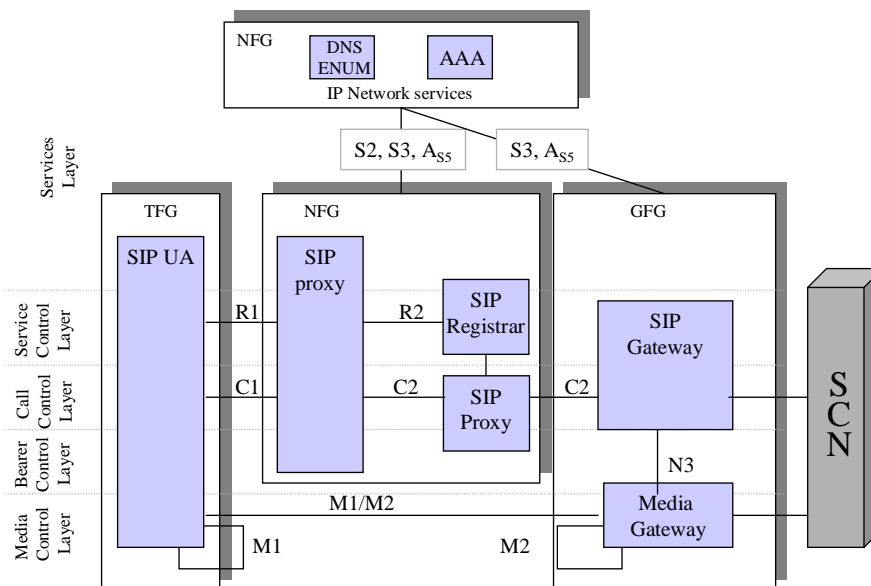 NFG
DNS
ENUM
AAA
IP Network services
S2, S3, A_S5
S3, A_S5
Services
Layer
TFG
NFG
GFG
SIP UA
SIP
proxy
SIP
Registrar
SIP
Gateway
Service
Control
Layer
R1
R2
Call
Control
Layer
C1
C2
SIP
Proxy
C2
SCN
Bearer
Control
Layer
N3
Media
Control
Layer
M1/M2
Media
Gateway
M1
M2